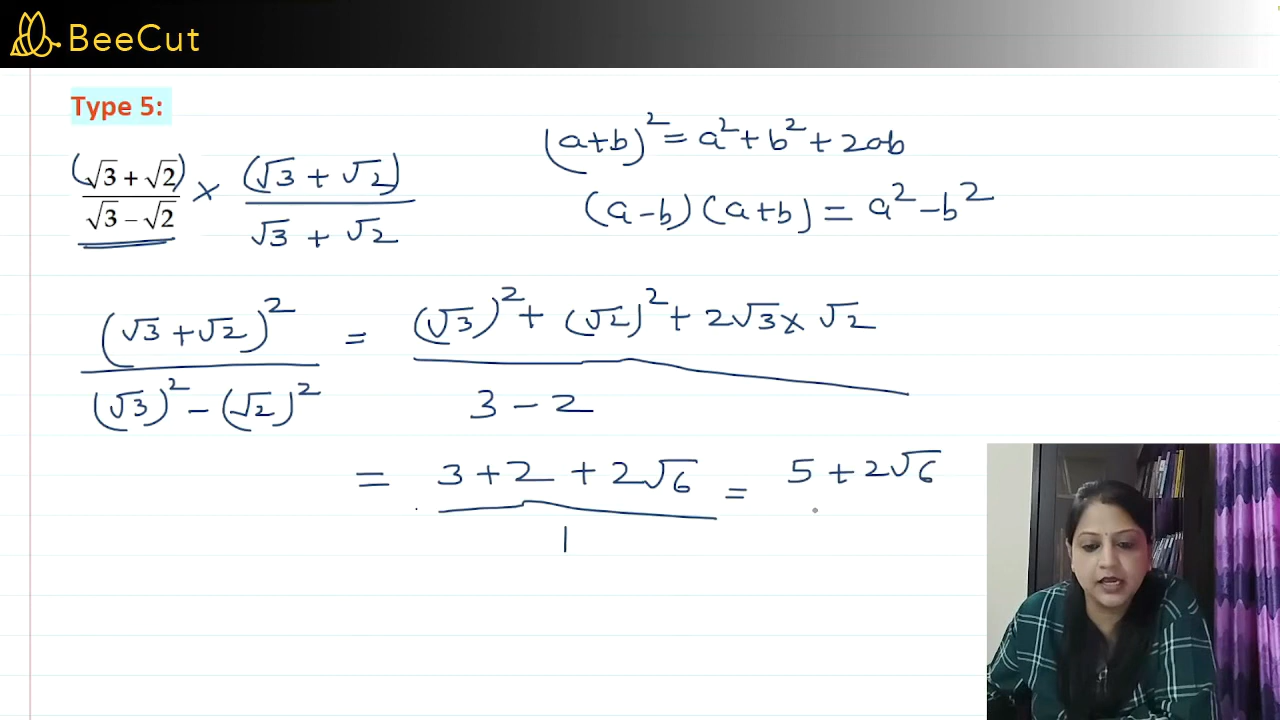 BeeCut
Type 5:
(√3 + √2) / (√3 − √2) × (√3 + √2) / (√3 + √2)
(a+b)² = a² + b² + 2ab
(a−b)(a+b) = a² − b²
(√3 + √2)² / ((√3)² − (√2)²) = ((√3)² + (√2)² + 2√3 × √2) / (3 − 2)
= (3 + 2 + 2√6) / 1 = 5 + 2√6